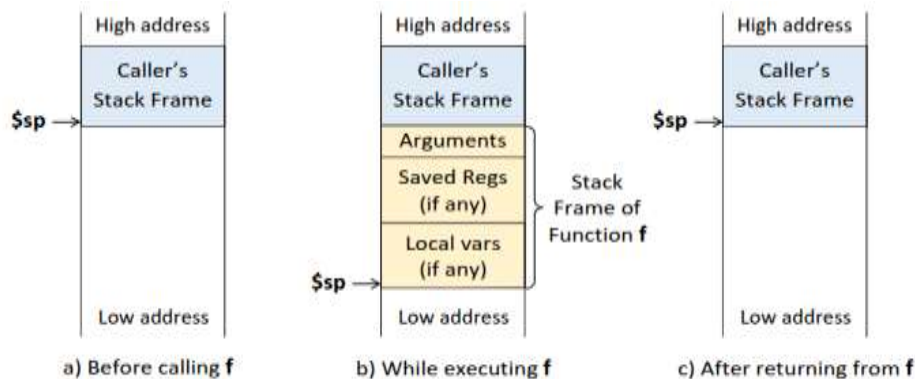 High address
Caller's
Stack Frame
$sp
Low address
a) Before calling f
High address
Caller's
Stack Frame
Arguments
Saved Regs
(if any)
Local vars
(if any)
$sp
Stack
Frame of
Function f
Low address
b) While executing f
High address
Caller's
Stack Frame
$sp
Low address
c) After returning from f